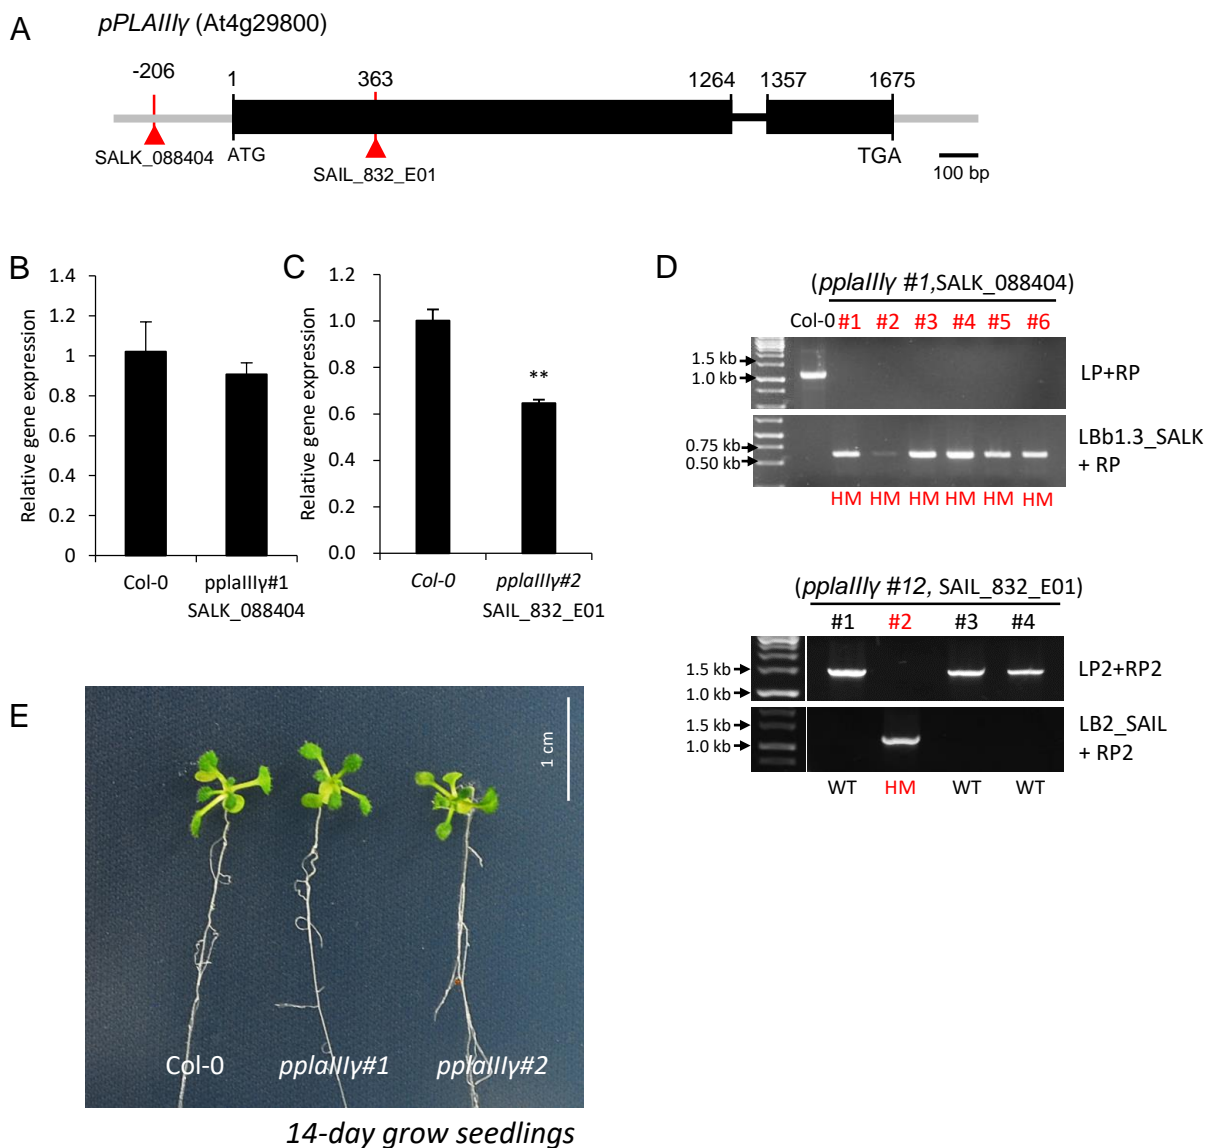 A
pPLAIIIγ (At4g29800)
-206 1 363 1264 1357 1675
SALK_088404 ATG SAIL_832_E01 TGA 100 bp
B
Relative gene expression
1.4
1.2
1
0.8
0.6
0.4
0.2
0
Col-0 pplaIIIγ#1
SALK_088404
C
Relative gene expression
1.2
1.0
0.8
0.6
0.4
0.2
0.0
**
Col-0 pplaIIIγ#2
SAIL_832_E01
D
(pplaIIIγ #1,SALK_088404)
Col-0 #1 #2 #3 #4 #5 #6
1.5 kb
1.0 kb
LP+RP
0.75 kb
0.50 kb
LBb1.3_SALK
+ RP
HM HM HM HM HM HM
(pplaIIIγ #12, SAIL_832_E01)
#1 #2 #3 #4
1.5 kb
1.0 kb
LP2+RP2
1.5 kb
1.0 kb
LB2_SAIL
+ RP2
WT HM WT WT
E
1 cm
Col-0 pplaIIIγ#1 pplaIIIγ#2
14-day grow seedlings